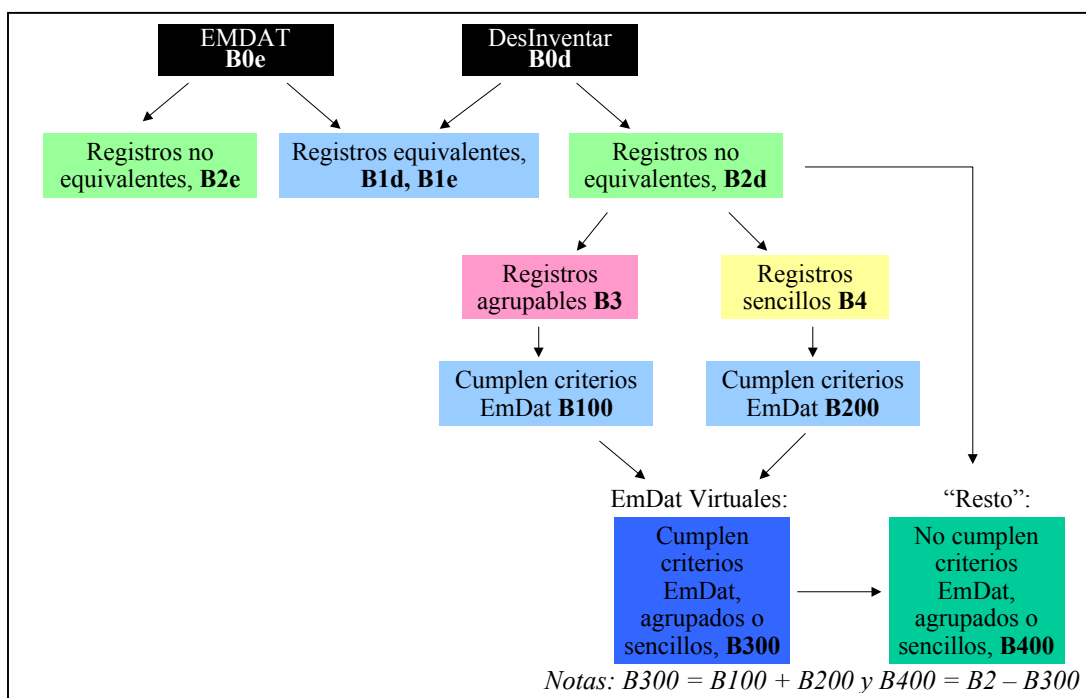 EMDAT
B0e
DesInventar
B0d
Registros no
equivalentes, B2e
Registros equivalentes,
B1d, B1e
Registros no
equivalentes, B2d
Registros
agrupables B3
Registros
sencillos B4
Cumplen criterios
EmDat B100
Cumplen criterios
EmDat B200
EmDat Virtuales:
“Resto”:
Cumplen
criterios
EmDat,
agrupados o
sencillos, B300
No cumplen
criterios
EmDat,
agrupados o
sencillos, B400
Notas: B300 = B100 + B200 y B400 = B2 – B300